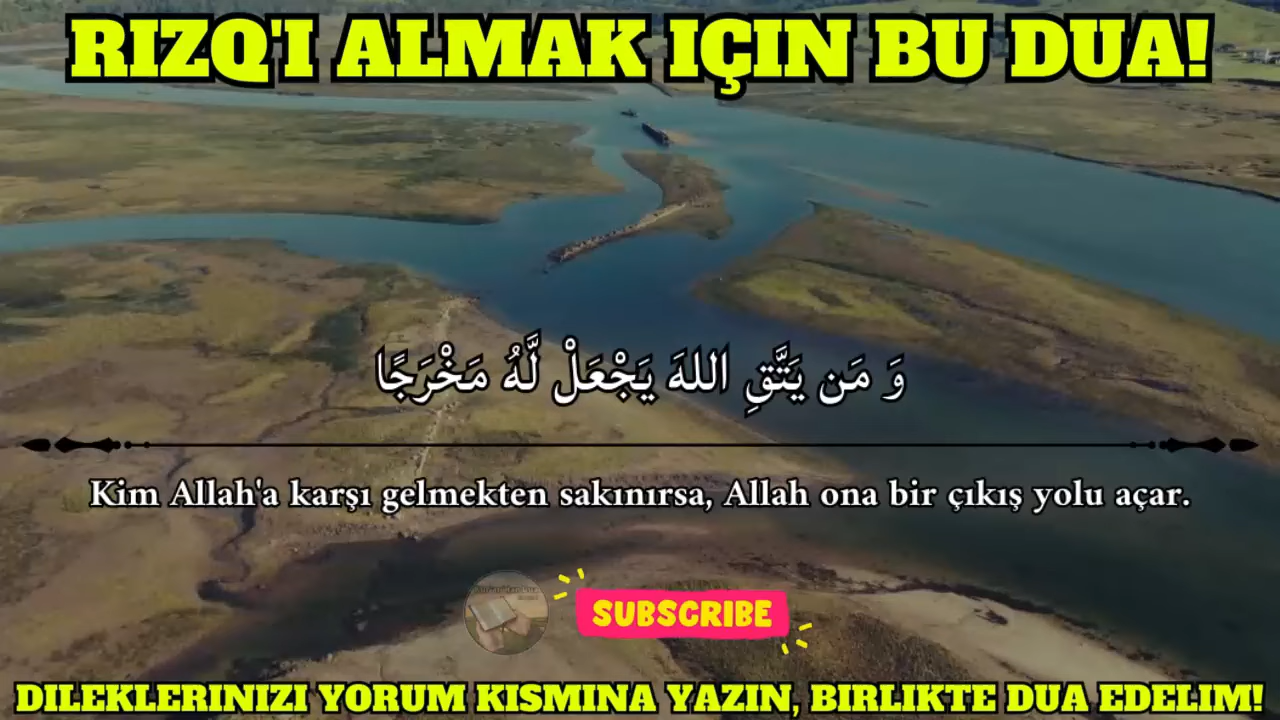 RIZQ'I ALMAK IÇIN BU DUA!
وَ مَن يَتَّقِ اللهَ يَجْعَلْ لَّهُ مَخْرَجًا
Kim Allah'a karşı gelmekten sakınırsa, Allah ona bir çıkış yolu açar.
SUBSCRIBE
DILEKLERINIZI YORUM KISMINA YAZIN, BIRLIKTE DUA EDELIM!